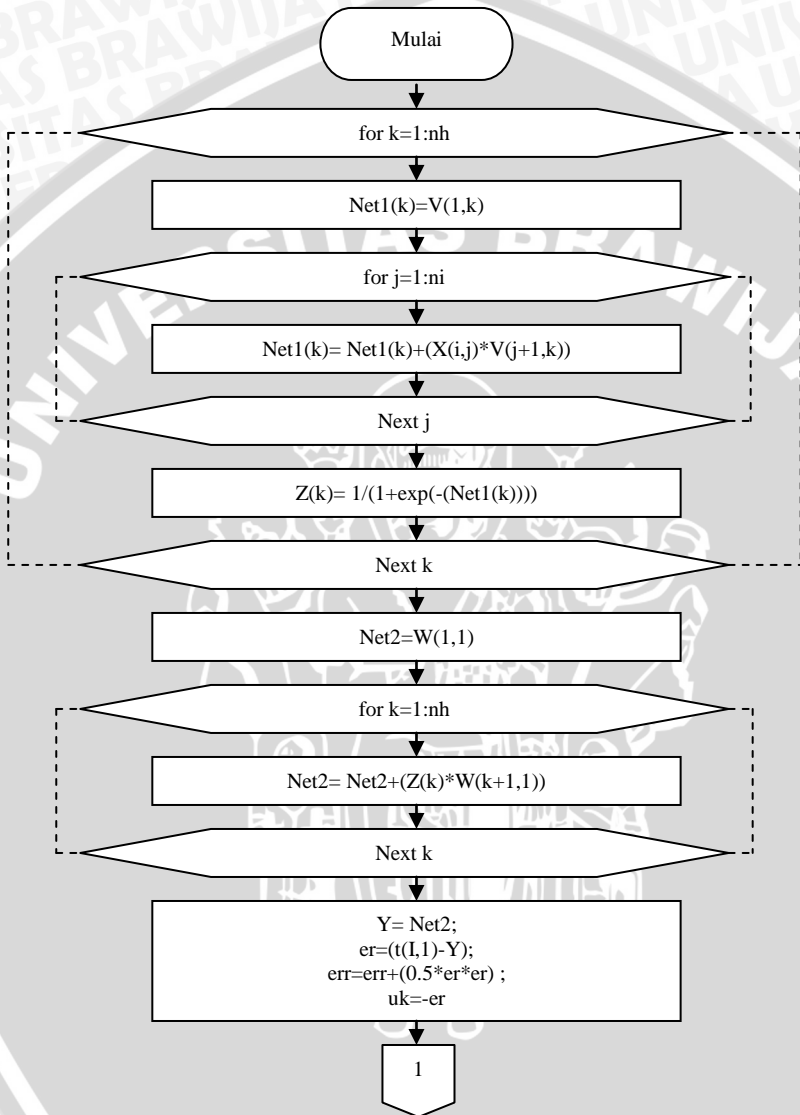 Mulai
for k=1:nh
Net1(k)=V(1,k)
UNIVERSITAS BRAWIJAYA
for j=1:ni
Net1(k)= Net1(k)+(X(i,j)*V(j+1,k))
Next j
Z(k)= 1/(1+exp(-(Net1(k))))
Next k
Net2=W(1,1)
for k=1:nh
Net2= Net2+(Z(k)*W(k+1,1))
Next k
Y= Net2;
er=(t(I,1)-Y);
err=err+(0.5*er*er) ;
uk=-er
1